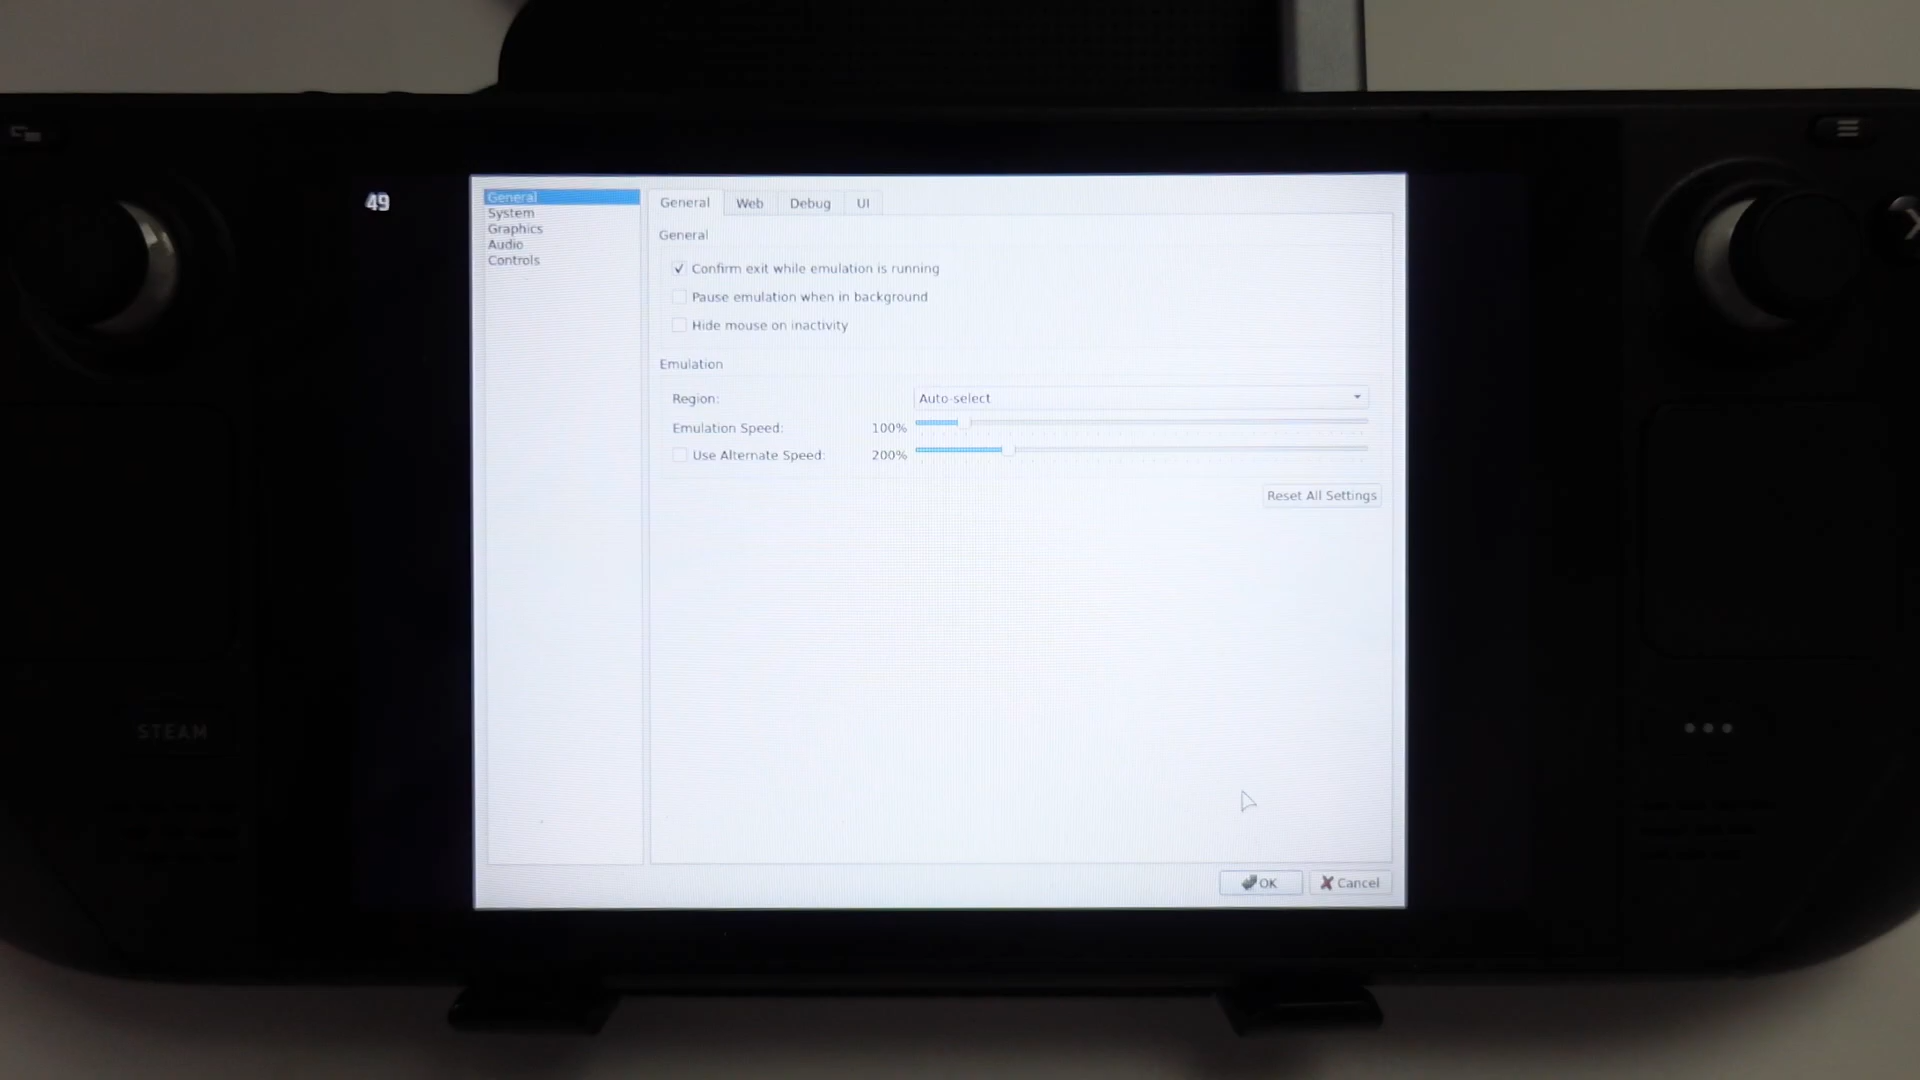 49
General
System
Graphics
Audio
Controls
General Web Debug UI
General
Confirm exit while emulation is running
Pause emulation when in background
Hide mouse on inactivity
Emulation
Region: Auto-select
Emulation Speed: 100%
Use Alternate Speed: 200%
Reset All Settings
STEAM
OK Cancel